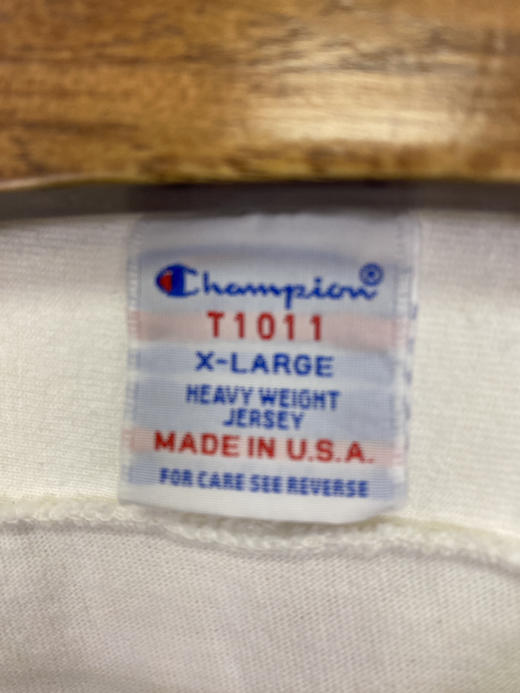 Champion®
T1011
X-LARGE
HEAVY WEIGHT
JERSEY
MADE IN U.S.A.
FOR CARE SEE REVERSE